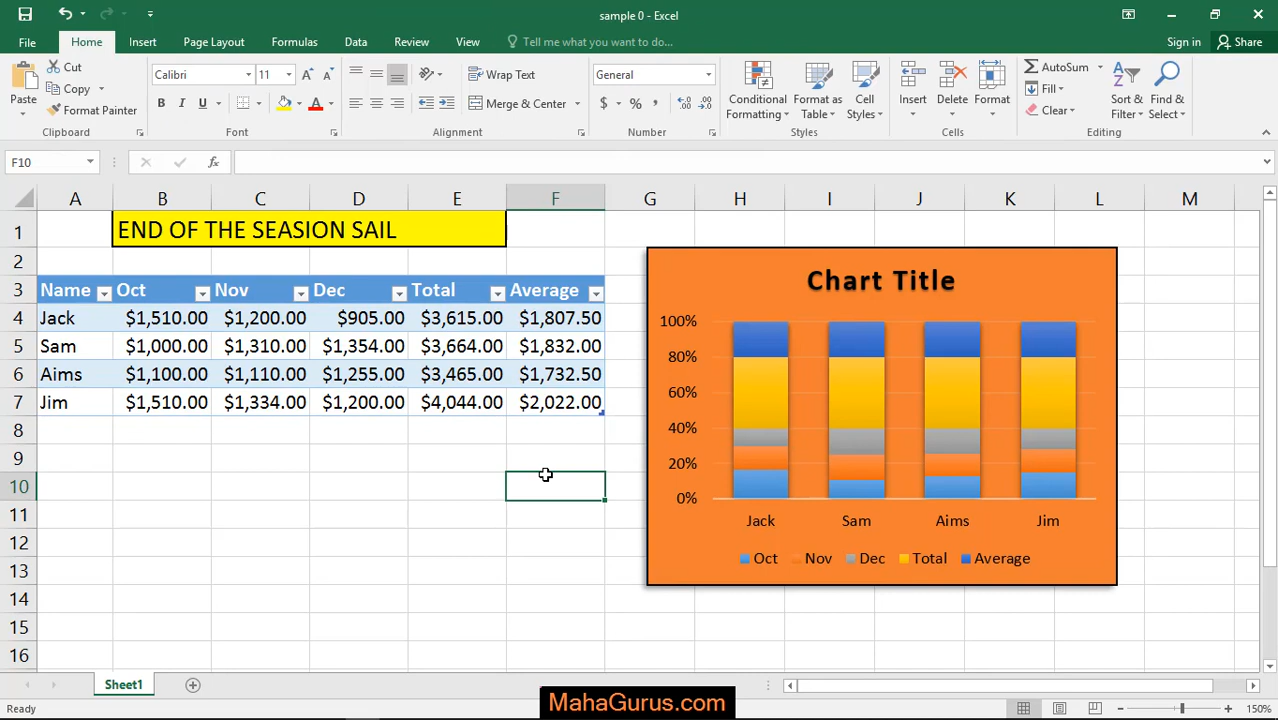 sample 0 - Excel
File Home Insert Page Layout Formulas Data Review View Tell me what you want to do... Sign in Share
Paste Cut Copy Format Painter Clipboard
Calibri 11 A A B I U A Font
Wrap Text Merge & Center Alignment
General $ % , Number
Conditional Formatting Format as Table Cell Styles Styles
Insert Delete Format Cells
AutoSum Fill Clear Sort & Filter Find & Select Editing
F10 fx
A B C D E F G H I J K L M
1 END OF THE SEASION SAIL
2
3 Name Oct Nov Dec Total Average
4 Jack $1,510.00 $1,200.00 $905.00 $3,615.00 $1,807.50
5 Sam $1,000.00 $1,310.00 $1,354.00 $3,664.00 $1,832.00
6 Aims $1,100.00 $1,110.00 $1,255.00 $3,465.00 $1,732.50
7 Jim $1,510.00 $1,334.00 $1,200.00 $4,044.00 $2,022.00
8
9
10
11
12
13
14
15
16
Chart Title
100%
80%
60%
40%
20%
0%
Jack Sam Aims Jim
Oct Nov Dec Total Average
Sheet1
MahaGurus.com
Ready 150%